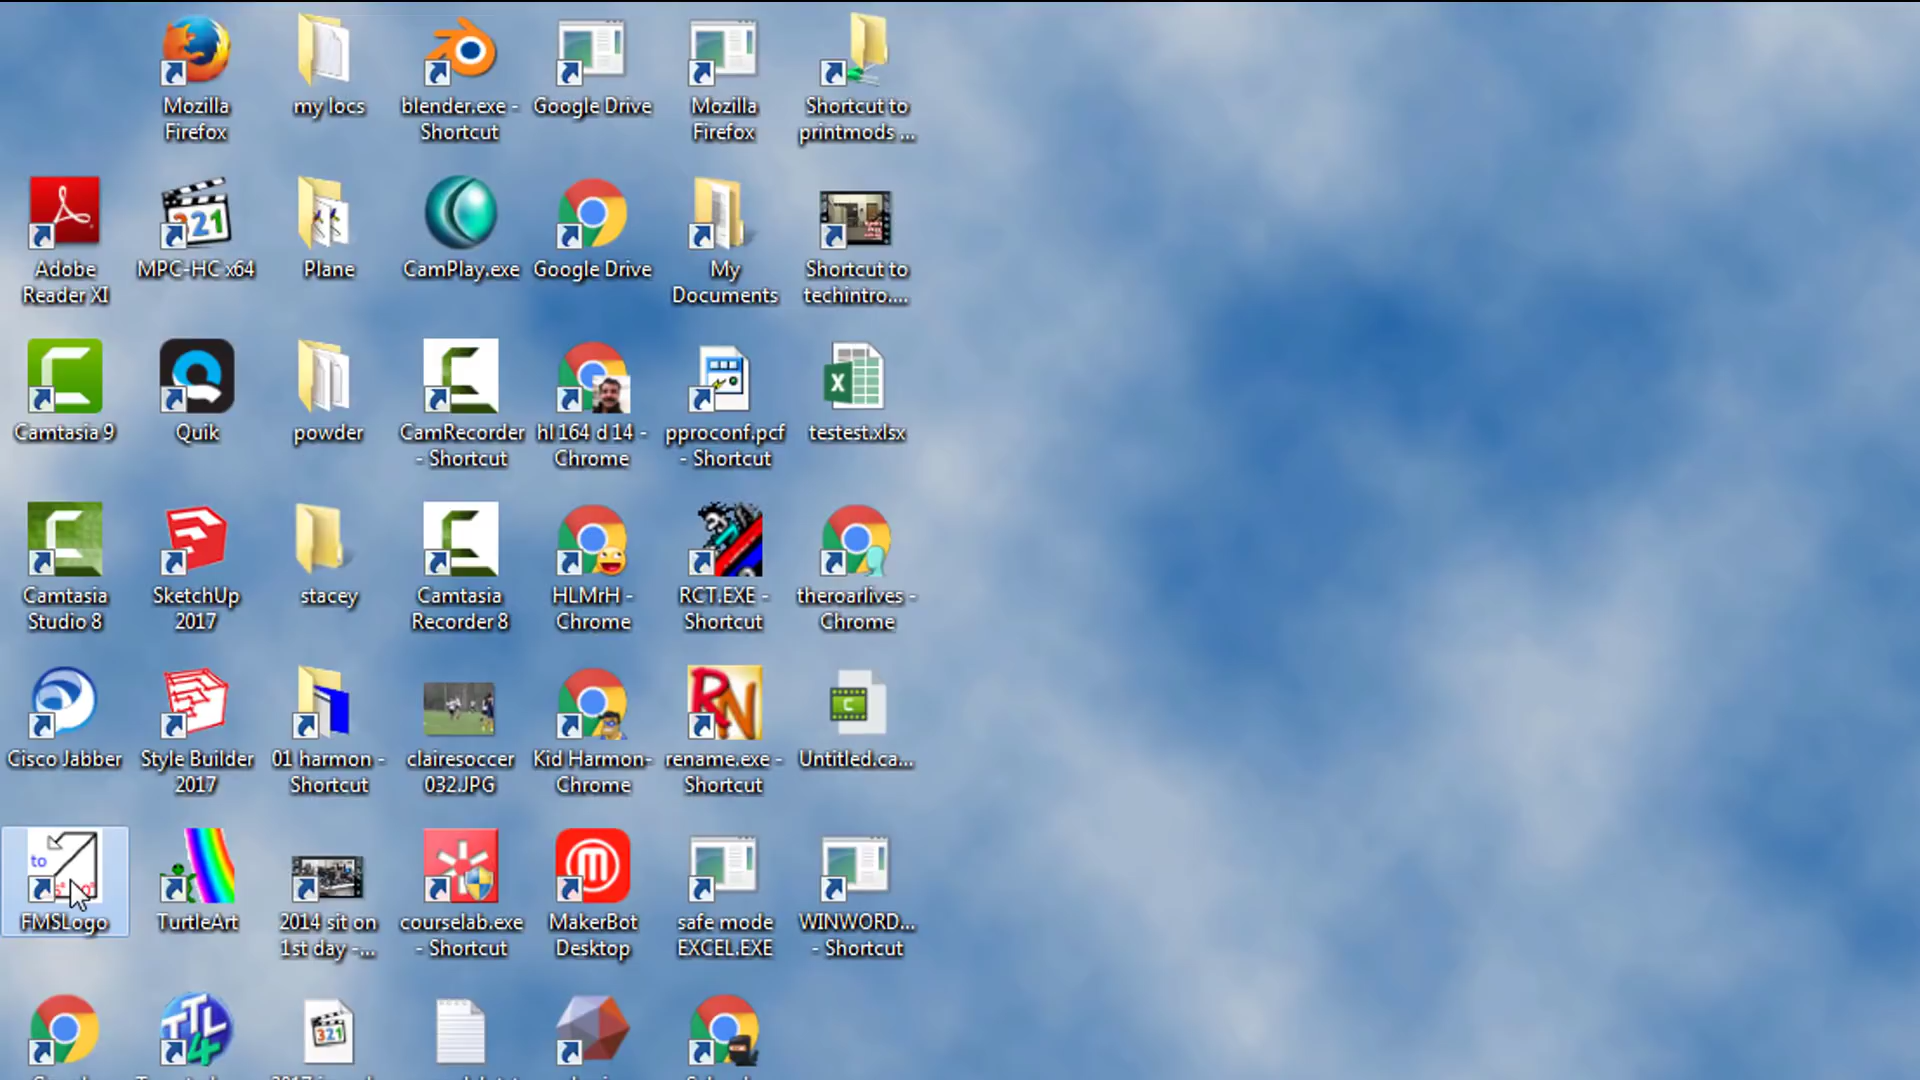 Mozilla
Firefox
my locs
blender.exe -
Shortcut
Google Drive
Mozilla
Firefox
Shortcut to
printmods ...
Adobe
Reader XI
MPC-HC x64
Plane
CamPlay.exe
Google Drive
My
Documents
Shortcut to
techintro....
Camtasia 9
Quik
powder
CamRecorder
- Shortcut
hl 164 d 14 -
Chrome
pproconf.pcf
- Shortcut
testest.xlsx
Camtasia
Studio 8
SketchUp
2017
stacey
Camtasia
Recorder 8
HLMrH -
Chrome
RCT.EXE -
Shortcut
theroarlives -
Chrome
Cisco Jabber
Style Builder
2017
01 harmon -
Shortcut
clairesoccer
032.JPG
Kid Harmon-
Chrome
rename.exe -
Shortcut
Untitled.ca...
to
FMSLogo
TurtleArt
2014 sit on
1st day -...
courselab.exe
- Shortcut
MakerBot
Desktop
safe mode
EXCEL.EXE
WINWORD...
- Shortcut